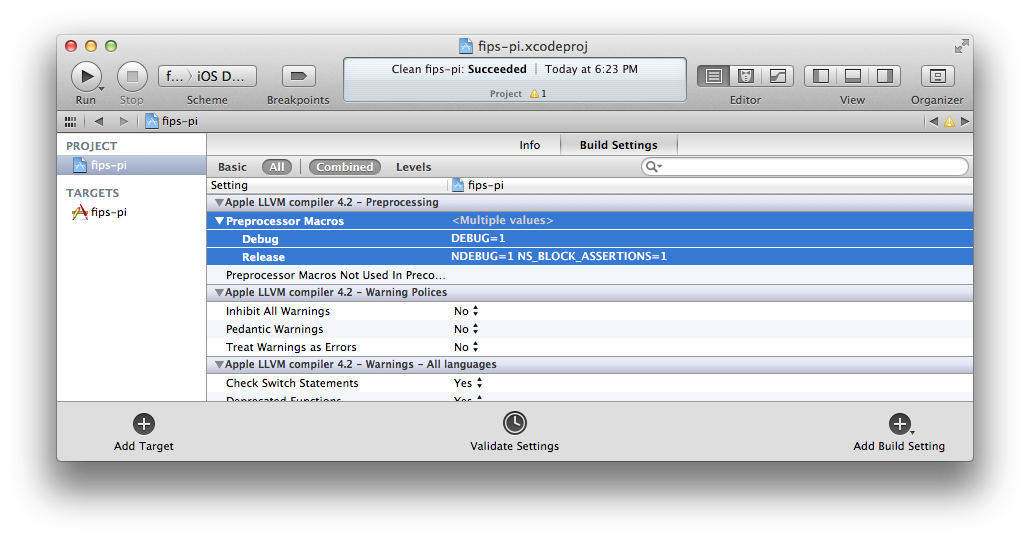 fips-pi.xcodeproj
Run
Stop
f... 〉 iOS D...
Scheme
Breakpoints
Clean fips-pi: Succeeded | Today at 6:23 PM
Project 1
Editor
View
Organizer
fips-pi
PROJECT
fips-pi
TARGETS
fips-pi
Info
Build Settings
Basic All Combined Levels
Setting fips-pi
Apple LLVM compiler 4.2 - Preprocessing
Preprocessor Macros <Multiple values>
Debug DEBUG=1
Release NDEBUG=1 NS_BLOCK_ASSERTIONS=1
Preprocessor Macros Not Used In Preco...
Apple LLVM compiler 4.2 - Warning Polices
Inhibit All Warnings No
Pedantic Warnings No
Treat Warnings as Errors No
Apple LLVM compiler 4.2 - Warnings - All languages
Check Switch Statements Yes
Deprecated Functions Yes
Add Target
Validate Settings
Add Build Setting